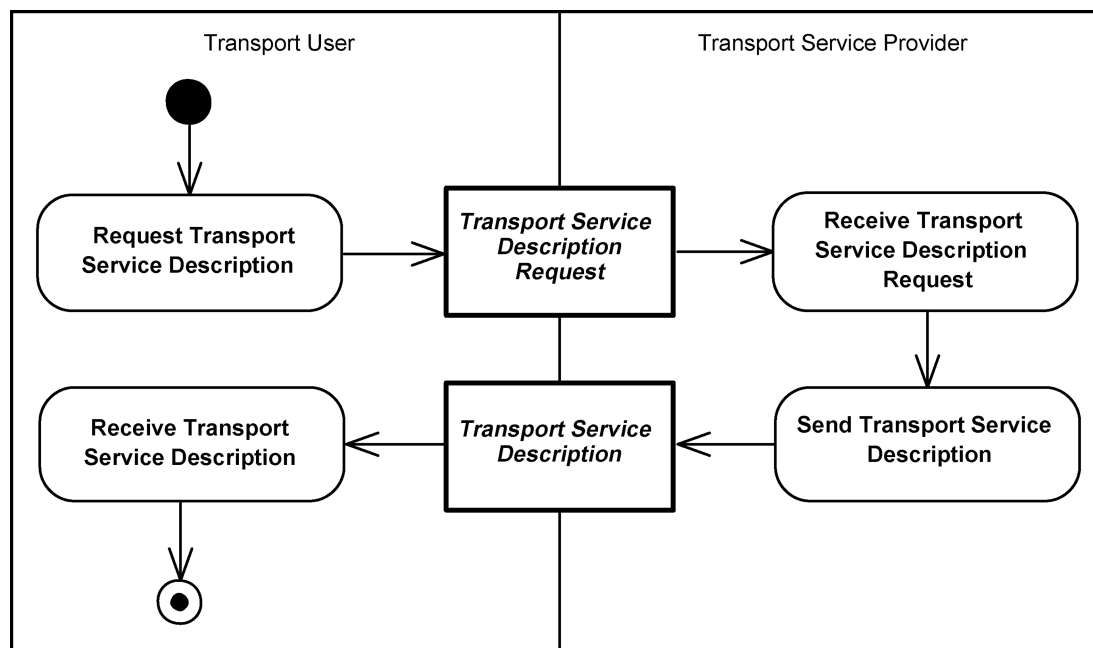 Transport User
Transport Service Provider
Request Transport
Service Description
Transport Service
Description
Request
Receive Transport
Service Description
Request
Receive Transport
Service Description
Transport Service
Description
Send Transport Service
Description